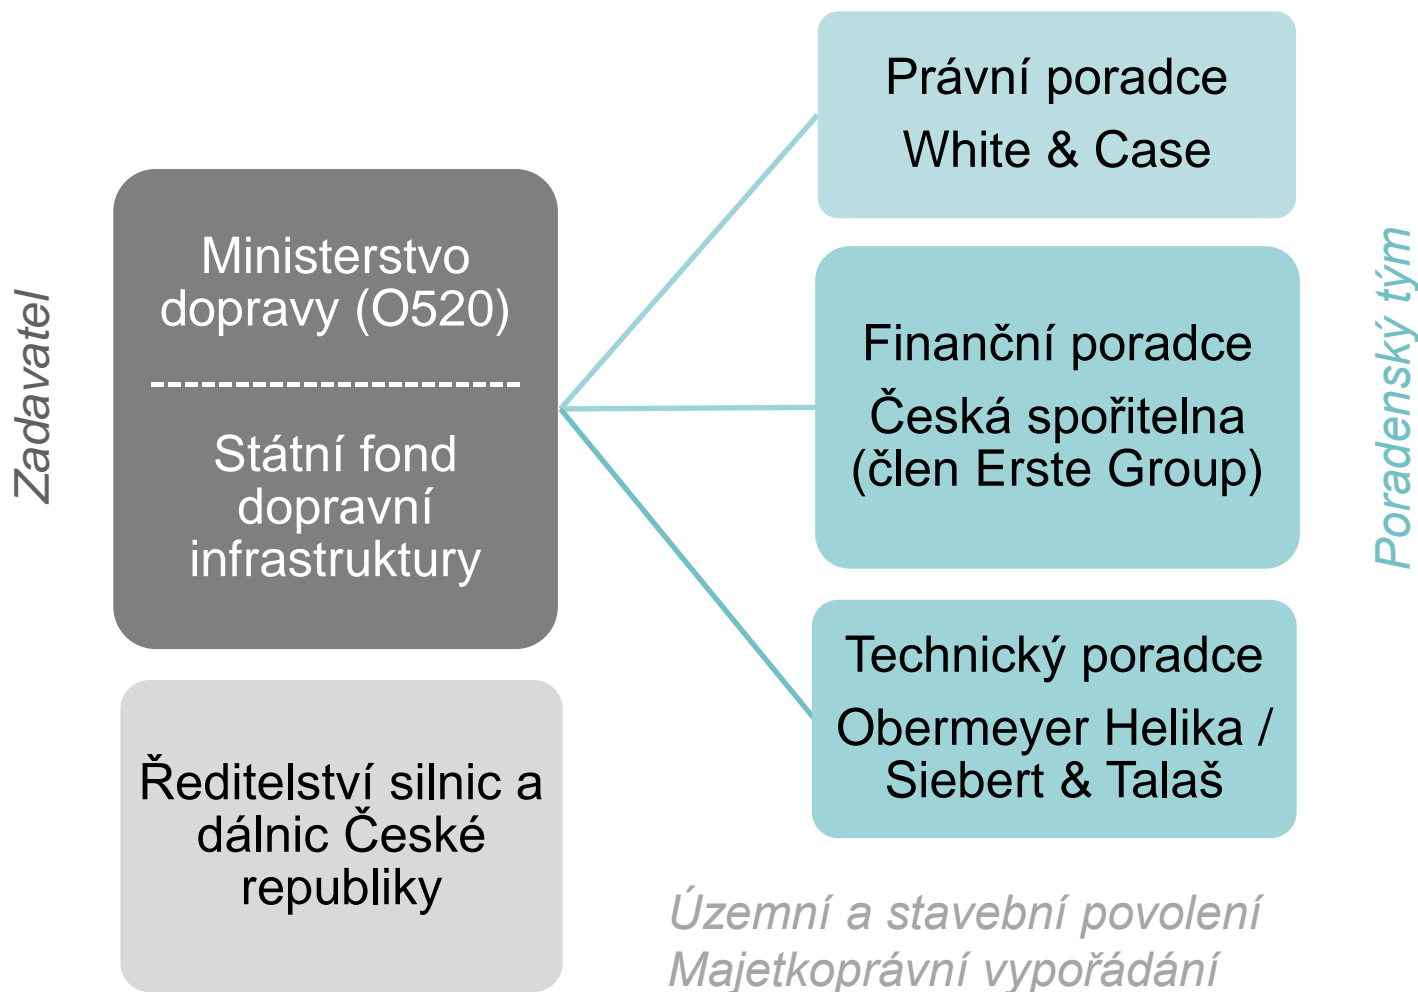 Zadavatel
Ministerstvo
dopravy (O520)
Státní fond
dopravní
infrastruktury
Ředitelství silnic a
dálnic České
republiky
Právní poradce
White & Case
Finanční poradce
Česká spořitelna
(člen Erste Group)
Technický poradce
Obermeyer Helika /
Siebert & Talaš
Poradenský tým
Územní a stavební povolení
Majetkoprávní vypořádání